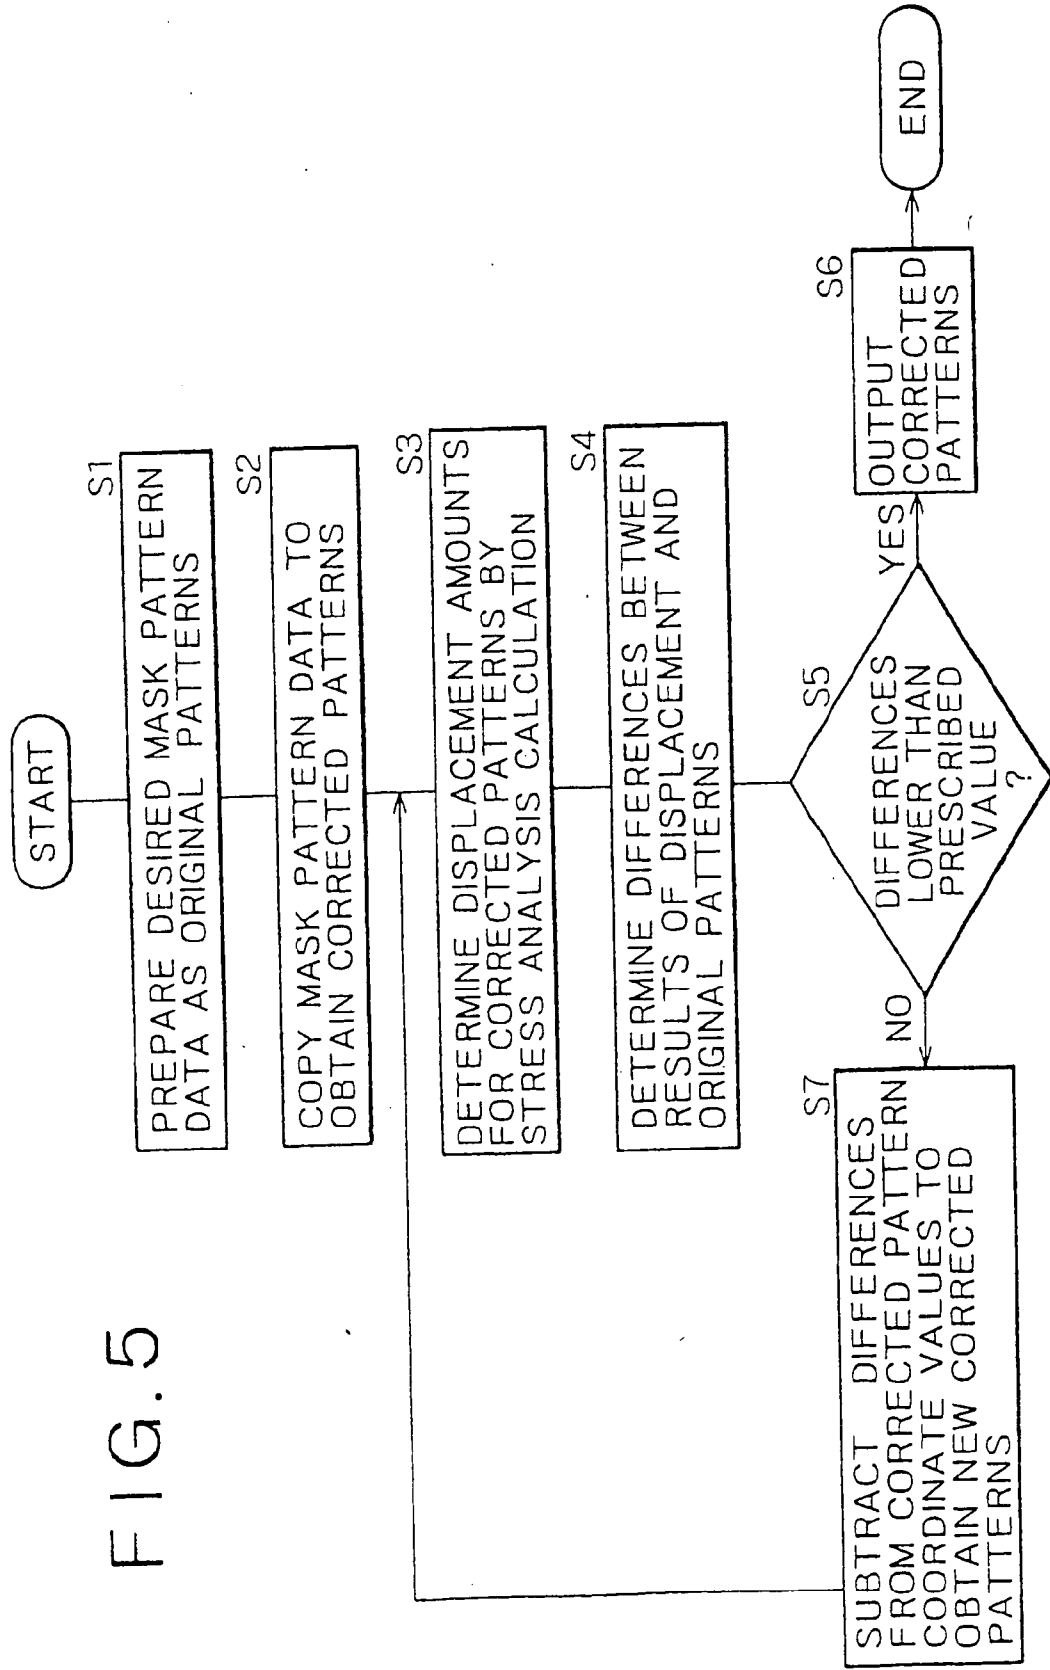 FIG.5
START
S1
PREPARE DESIRED MASK PATTERN
DATA AS ORIGINAL PATTERNS
S2
COPY MASK PATTERN DATA TO
OBTAIN CORRECTED PATTERNS
S3
DETERMINE DISPLACEMENT AMOUNTS
FOR CORRECTED PATTERNS BY
STRESS ANALYSIS CALCULATION
S4
DETERMINE DIFFERENCES BETWEEN
RESULTS OF DISPLACEMENT AND
ORIGINAL PATTERNS
S5
DIFFERENCES
LOWER THAN
PRESCRIBED
VALUE
?
YES
S6
OUTPUT
CORRECTED
PATTERNS
END
NO
S7
SUBTRACT DIFFERENCES
FROM CORRECTED PATTERN
COORDINATE VALUES TO
OBTAIN NEW CORRECTED
PATTERNS